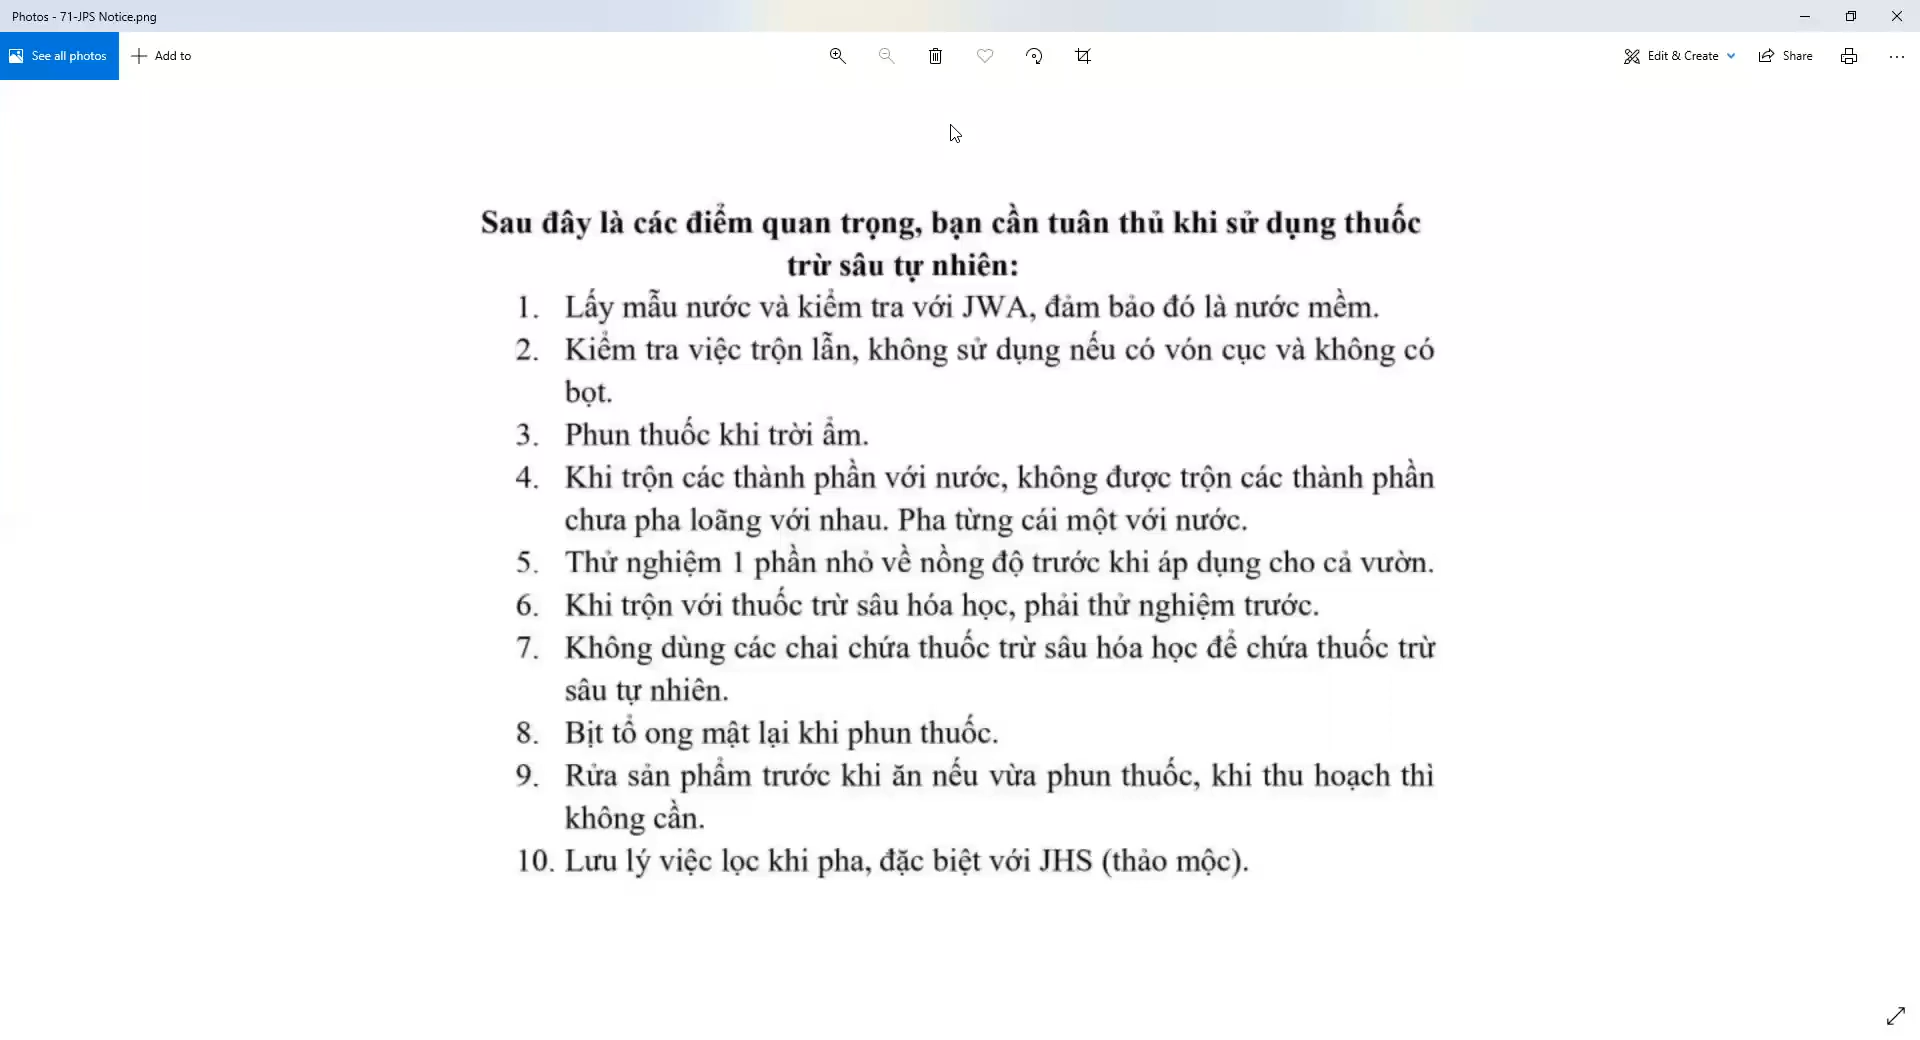 Photos - 71-JPS Notice.png
See all photos
Add to
Edit & Create
Share
Sau đây là các điểm quan trọng, bạn cần tuân thủ khi sử dụng thuốc
trừ sâu tự nhiên:
1. Lấy mẫu nước và kiểm tra với JWA, đảm bảo đó là nước mềm.
2. Kiểm tra việc trộn lẫn, không sử dụng nếu có vón cục và không có
bọt.
3. Phun thuốc khi trời ẩm.
4. Khi trộn các thành phần với nước, không được trộn các thành phần
chưa pha loãng với nhau. Pha từng cái một với nước.
5. Thử nghiệm 1 phần nhỏ về nồng độ trước khi áp dụng cho cả vườn.
6. Khi trộn với thuốc trừ sâu hóa học, phải thử nghiệm trước.
7. Không dùng các chai chứa thuốc trừ sâu hóa học để chứa thuốc trừ
sâu tự nhiên.
8. Bịt tổ ong mật lại khi phun thuốc.
9. Rửa sản phẩm trước khi ăn nếu vừa phun thuốc, khi thu hoạch thì
không cần.
10. Lưu lý việc lọc khi pha, đặc biệt với JHS (thảo mộc).